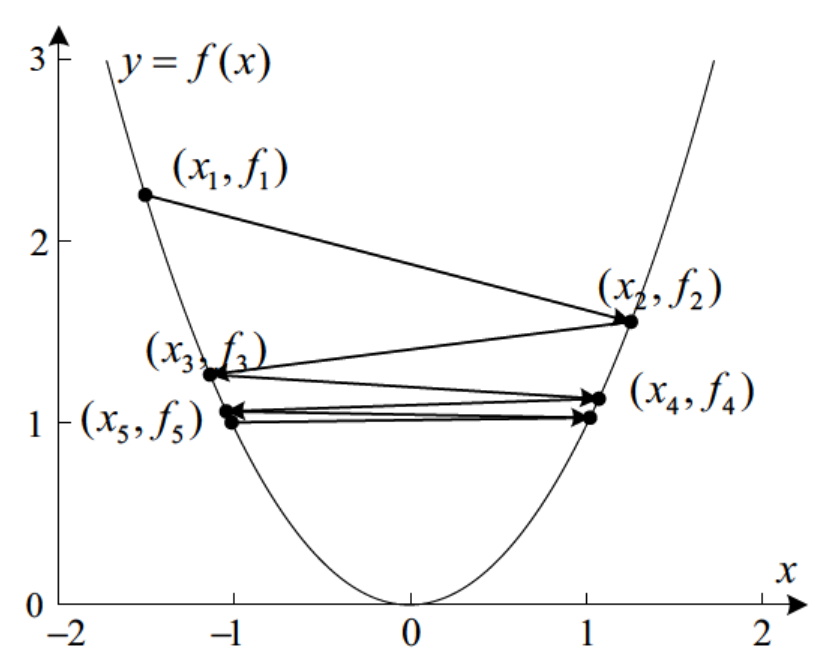 3
y = f(x)
(x₁, f₁)
2
(x₂, f₂)
(x₃, f₃)
(x₄, f₄)
1
(x₅, f₅)
x
0
−2
−1
0
1
2